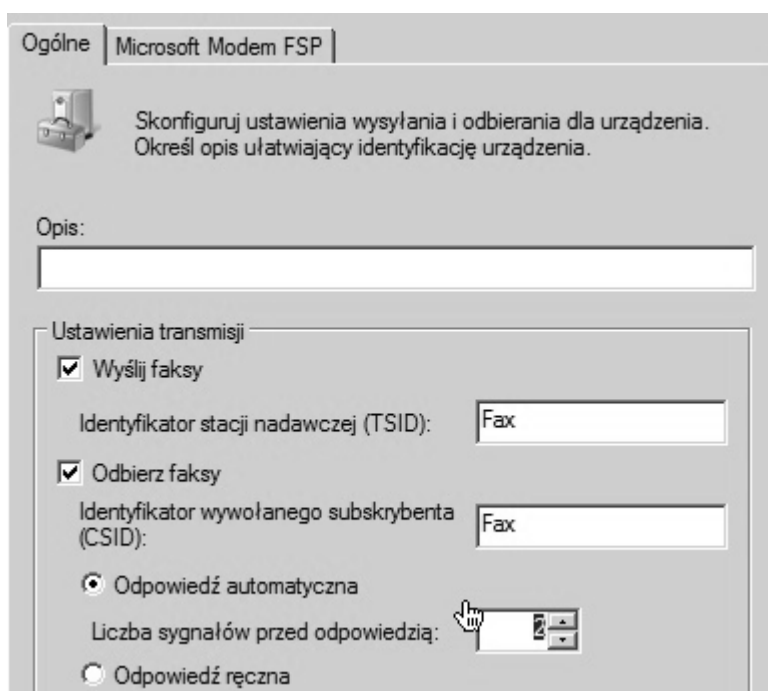 Ogólne Microsoft Modem FSP
Skonfiguruj ustawienia wysyłania i odbierania dla urządzenia.
Określ opis ułatwiający identyfikację urządzenia.
Opis:
Ustawienia transmisji
Wyślij faksy
Identyfikator stacji nadawczej (TSID): Fax
Odbierz faksy
Identyfikator wywołanego subskrybenta
(CSID): Fax
Odpowiedź automatyczna
Liczba sygnałów przed odpowiedzią: 2
Odpowiedź ręczna